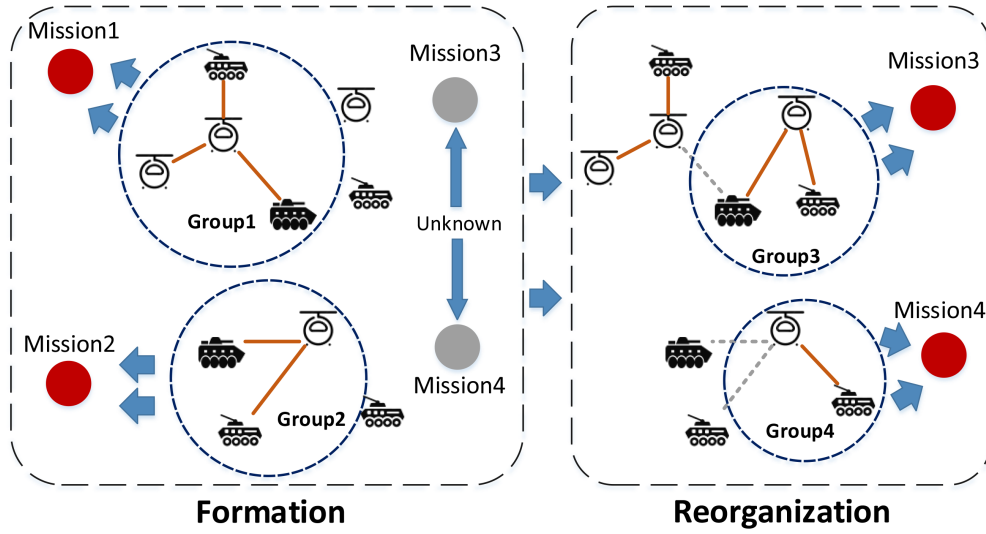 Mission1
Mission3
Group1
Unknown
Mission2
Group2
Mission4
Formation
Mission3
Group3
Mission4
Group4
Reorganization